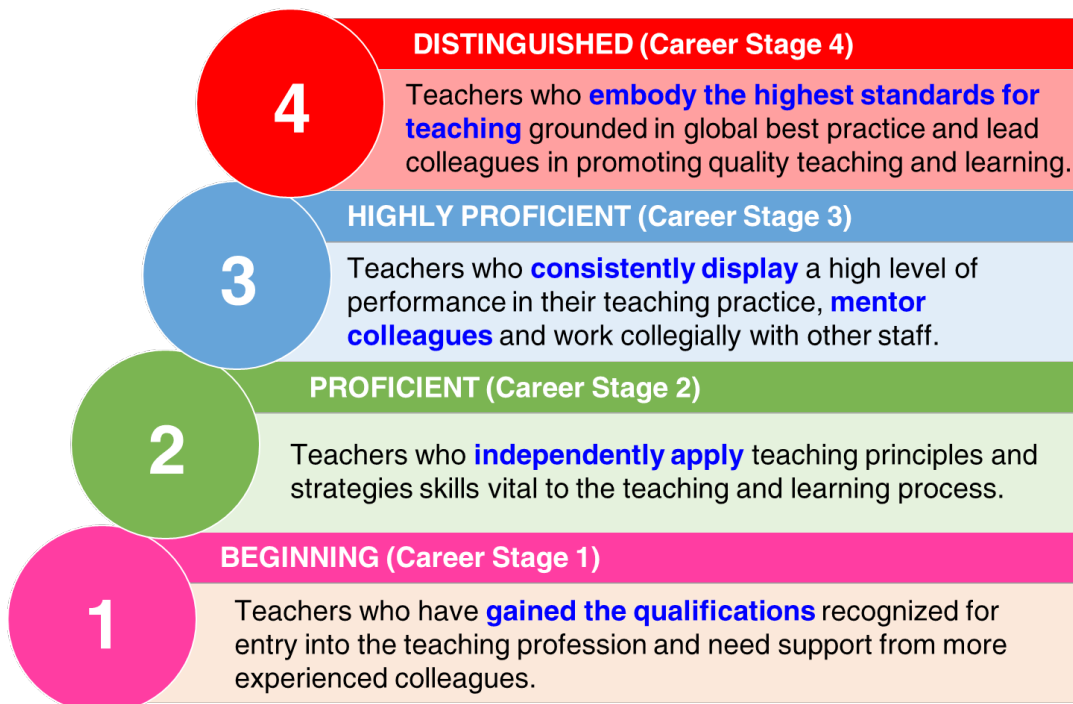 4
DISTINGUISHED (Career Stage 4)
Teachers who embody the highest standards for
teaching grounded in global best practice and lead
colleagues in promoting quality teaching and learning.
3
HIGHLY PROFICIENT (Career Stage 3)
Teachers who consistently display a high level of
performance in their teaching practice, mentor
colleagues and work collegially with other staff.
2
PROFICIENT (Career Stage 2)
Teachers who independently apply teaching principles and
strategies skills vital to the teaching and learning process.
1
BEGINNING (Career Stage 1)
Teachers who have gained the qualifications recognized for
entry into the teaching profession and need support from more
experienced colleagues.